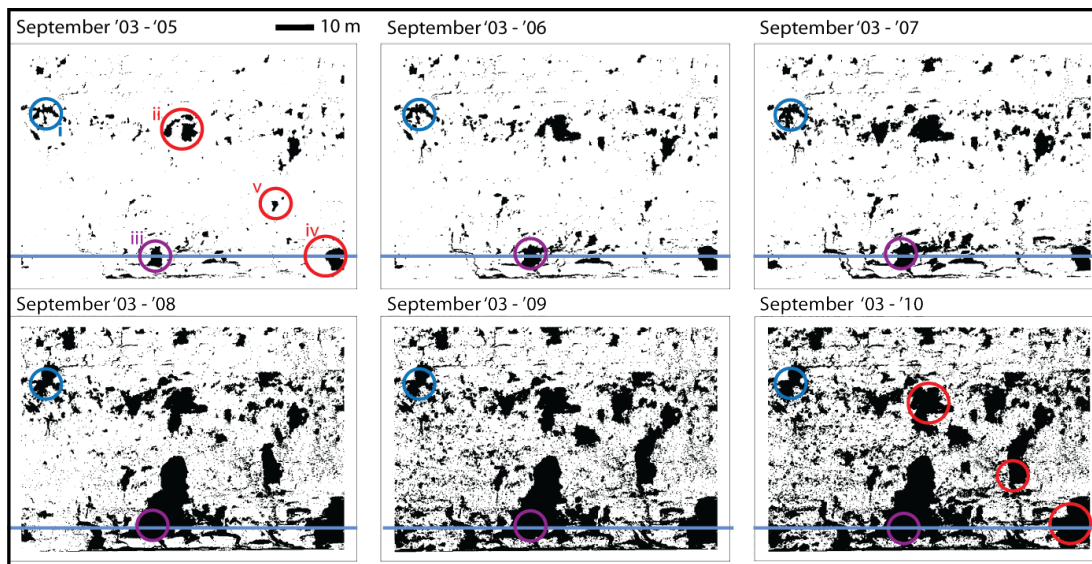 September '03 - '05
10 m
September '03 - '06
September '03 - '07
i
ii
v
iii
iv
September '03 - '08
September '03 - '09
September '03 - '10